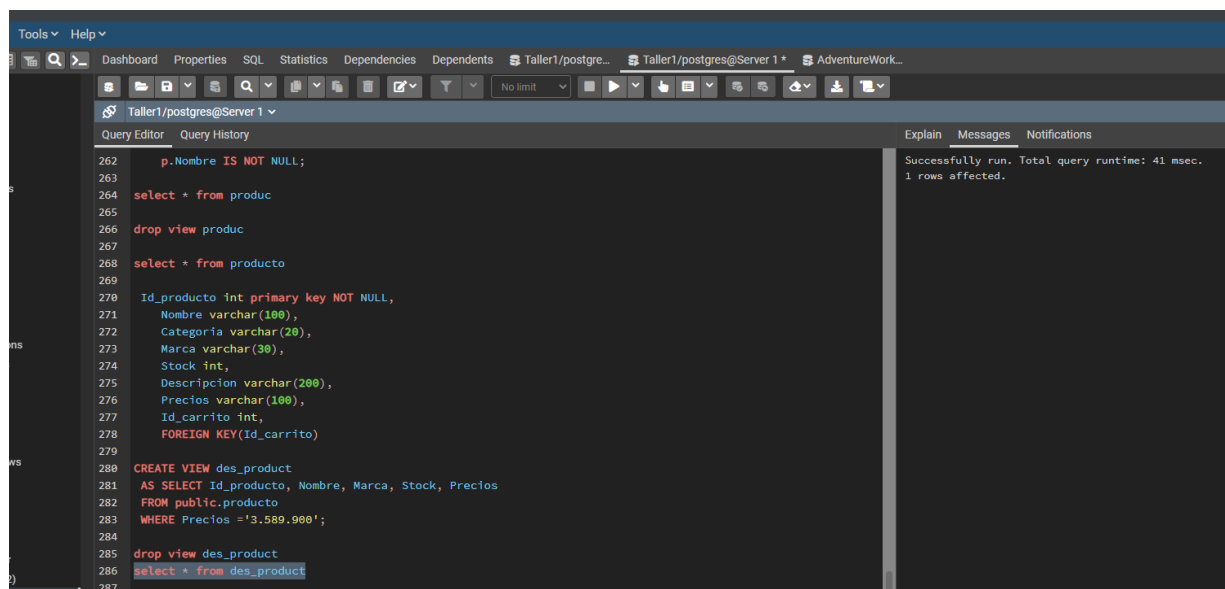 Tools Help
Dashboard Properties SQL Statistics Dependencies Dependents Taller1/postgre... Taller1/postgres@Server 1 * AdventureWork...
No limit
Taller1/postgres@Server 1
Query Editor Query History
Explain Messages Notifications
262 p.Nombre IS NOT NULL;
263
264 select * from produc
265
266 drop view produc
267
268 select * from producto
269
270 Id_producto int primary key NOT NULL,
271 Nombre varchar(100),
272 Categoria varchar(20),
273 Marca varchar(30),
274 Stock int,
275 Descripcion varchar(200),
276 Precios varchar(100),
277 Id_carrito int,
278 FOREIGN KEY(Id_carrito)
279
280 CREATE VIEW des_product
281 AS SELECT Id_producto, Nombre, Marca, Stock, Precios
282 FROM public.producto
283 WHERE Precios ='3.589.900';
284
285 drop view des_product
286 select * from des_product
287
Successfully run. Total query runtime: 41 msec.
1 rows affected.
s
ons
ws
2)